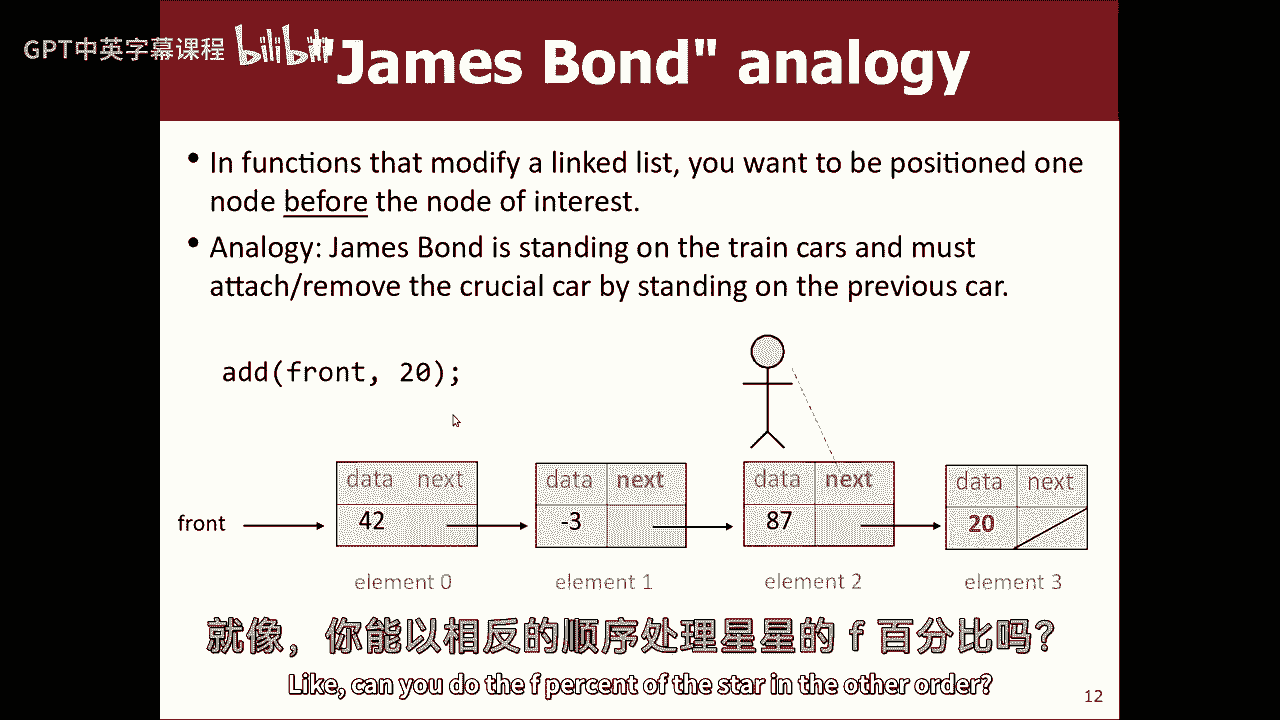 GPT中英字幕课程 bilibili
"James Bond" analogy
• In functions that modify a linked list, you want to be positioned one
node before the node of interest.
• Analogy: James Bond is standing on the train cars and must
attach/remove the crucial car by standing on the previous car.
add(front, 20);
data next data next data next data next
front 42 -3 87 20
element 0 element 1 element 2 element 3
就像，你能以相反的顺序处理星星的 f 百分比吗？
Like, can you do the f percent of the star in the other order?
12